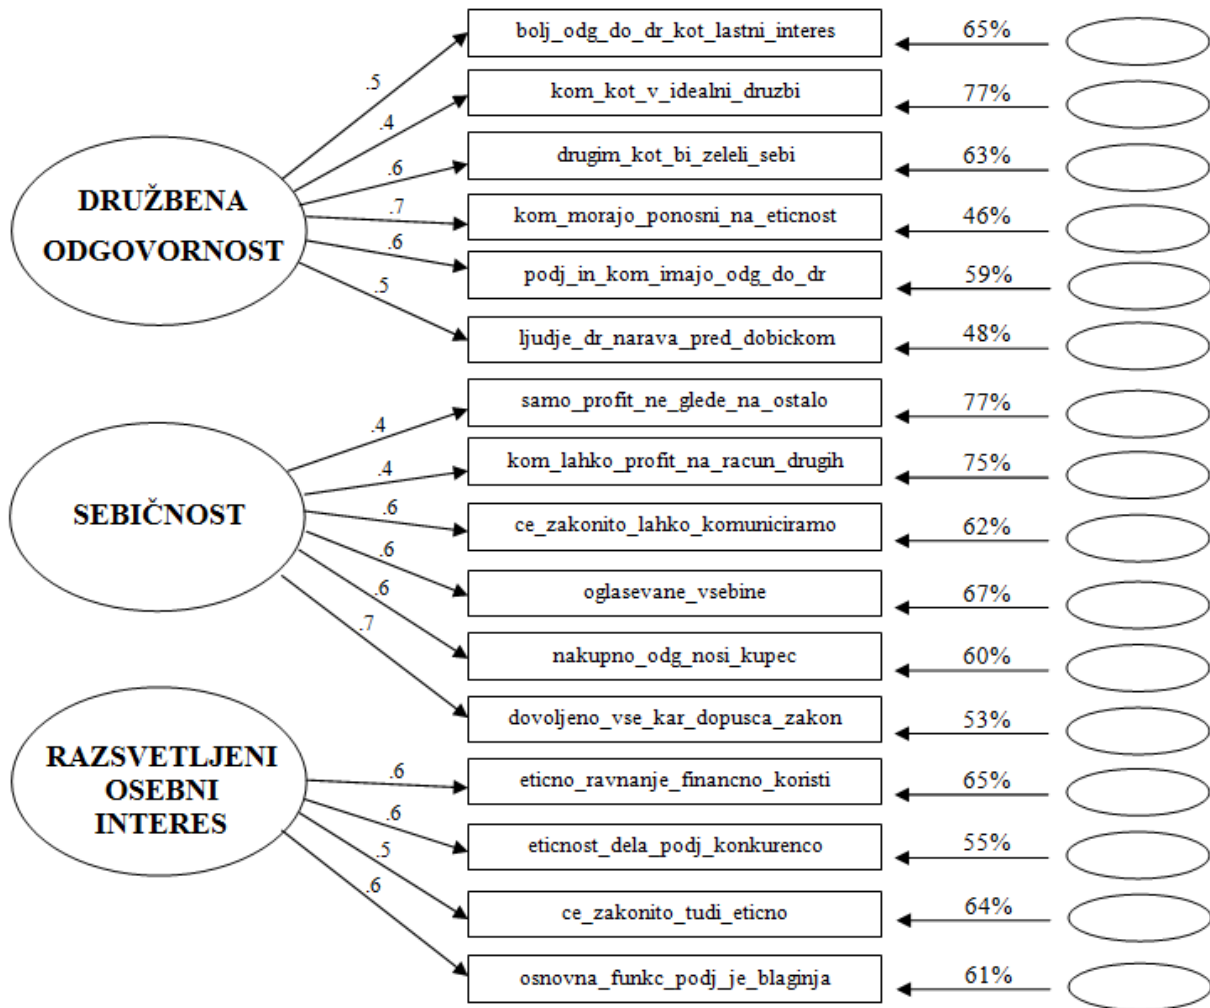 bolj_odg_do_dr_kot_lastni_interes
65%
.5
kom_kot_v_idealni_druzbi
77%
.4
drugim_kot_bi_zeleli_sebi
63%
.6
DRUŽBENA
ODGOVORNOST
kom_morajo_ponosni_na_eticnost
46%
.7
podj_in_kom_imajo_odg_do_dr
59%
.6
ljudje_dr_narava_pred_dobickom
48%
.5
samo_profit_ne_glede_na_ostalo
77%
.4
kom_lahko_profit_na_racun_drugih
75%
.4
SEBIČNOST
ce_zakonito_lahko_komuniciramo
62%
.6
oglasevane_vsebine
67%
.6
nakupno_odg_nosi_kupec
60%
.6
dovoljeno_vse_kar_dopusca_zakon
53%
.7
RAZSVETLJENI
OSEBNI
INTERES
eticno_ravnanje_financno_koristi
65%
.6
eticnost_dela_podj_konkurenco
55%
.6
ce_zakonito_tudi_eticno
64%
.5
osnovna_funkc_podj_je_blaginja
61%
.6